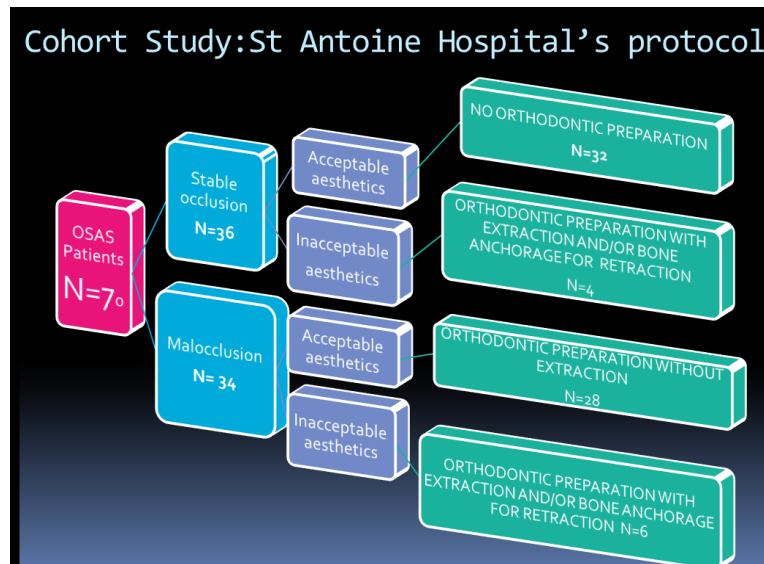 Cohort Study:St Antoine Hospital’s protocol
OSAS
Patients
N=70
Stable
occlusion
N=36
Malocclusion
N= 34
Acceptable
aesthetics
Inacceptable
aesthetics
Acceptable
aesthetics
Inacceptable
aesthetics
NO ORTHODONTIC PREPARATION
N=32
ORTHODONTIC PREPARATION WITH
EXTRACTION AND/OR BONE
ANCHORAGE FOR RETRACTION
N=4
ORTHODONTIC PREPARATION WITHOUT
EXTRACTION
N=28
ORTHODONTIC PREPARATION WITH
EXTRACTION AND/OR BONE ANCHORAGE
FOR RETRACTION N=6